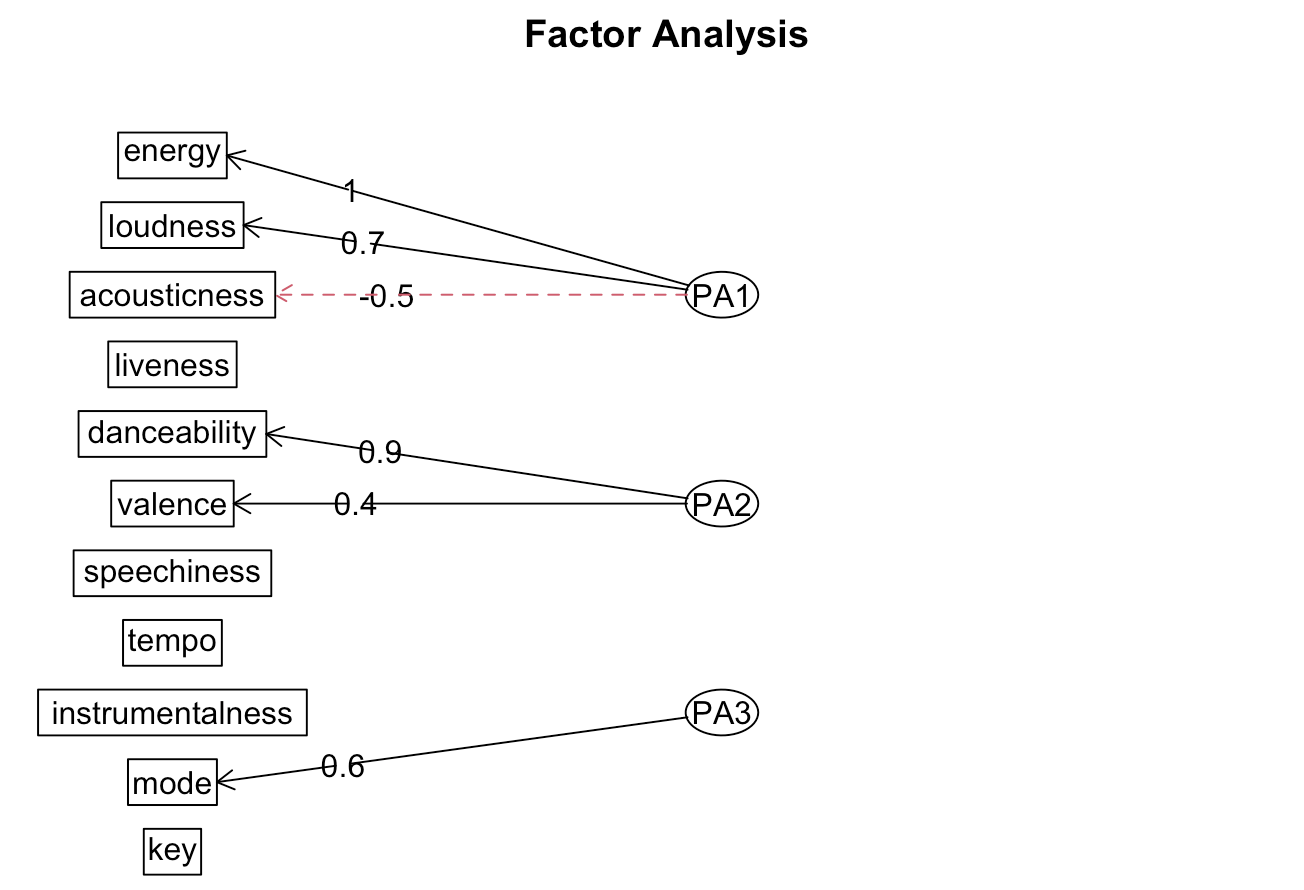 Factor Analysis
energy
1
loudness
0.7
acousticness
-0.5
PA1
liveness
danceability
0.9
valence
0.4
PA2
speechiness
tempo
instrumentalness
PA3
mode
0.6
key